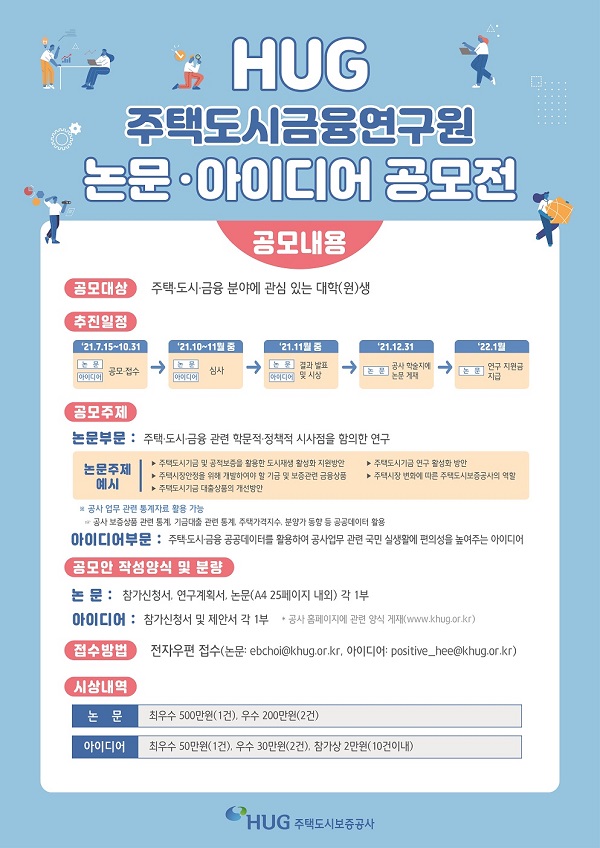 HUG
주택도시금융연구원
논문·아이디어 공모전
공모내용
공모대상 주택·도시·금융 분야에 관심 있는 대학(원)생
추진일정
'21.7.15~10.31
논 문
아이디어
공모·접수
'21.10~11월 중
논 문
아이디어
심사
'21.11월 중
논 문
아이디어
결과 발표
및 시상
'21.12.31
논 문
공사 학술지에
논문 게재
'22.1월
논 문
연구 지원금
지급
공모주제
논문부문 : 주택·도시·금융 관련 학문적·정책적 시사점을 함의한 연구
논문주제
예시
▶ 주택도시기금 및 공적보증을 활용한 도시재생 활성화 지원방안
▶ 주택시장안정을 위해 개발하여야 할 기금 및 보증관련 금융상품
▶ 주택도시기금 대출상품의 개선방안
▶ 주택도시기금 연구 활성화 방안
▶ 주택시장 변화에 따른 주택도시보증공사의 역할
※ 공사 업무 관련 통계자료 활용 가능
☞ 공사 보증상품 관련 통계, 기금대출 관련 통계, 주택가격지수, 분양가 동향 등 공공데이터 활용
아이디어부문 : 주택·도시·금융 공공데이터를 활용하여 공사업무 관련 국민 실생활에 편의성을 높여주는 아이디어
공모안 작성양식 및 분량
논 문 : 참가신청서, 연구계획서, 논문(A4 25페이지 내외) 각 1부
아이디어 : 참가신청서 및 제안서 각 1부 * 공사 홈페이지에 관련 양식 게재(www.khug.or.kr)
접수방법 전자우편 접수(논문: ebchoi@khug.or.kr, 아이디어: positive_hee@khug.or.kr)
시상내역
논 문 최우수 500만원(1건), 우수 200만원(2건)
아이디어 최우수 50만원(1건), 우수 30만원(2건), 참가상 2만원(10건이내)
HUG 주택도시보증공사